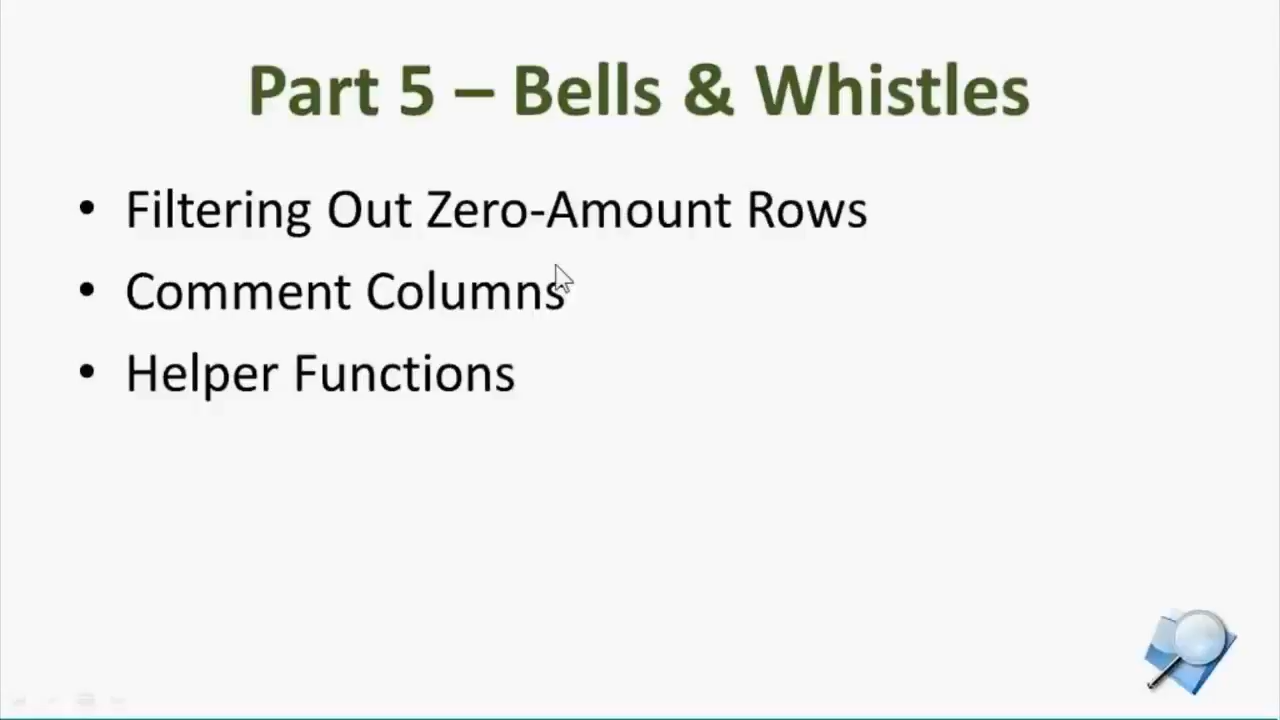 Part 5 – Bells & Whistles
• Filtering Out Zero-Amount Rows
• Comment Columns
• Helper Functions